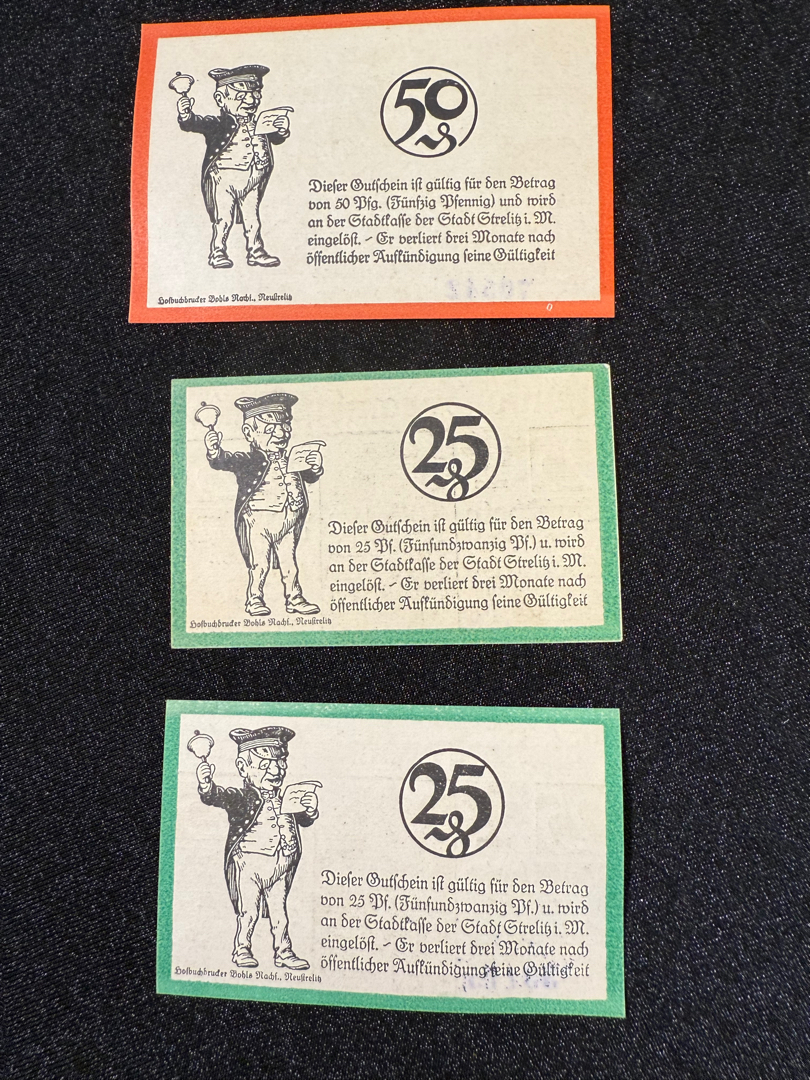 50
₰
Dieser Gutschein ist gültig für den Betrag
von 50 Pfg. (Fünfzig Pfennig) und wird
an der Stadtkasse der Stadt Strelitz i. M.
eingelöst. - Er verliert drei Monate nach
öffentlicher Aufkündigung seine Gültigkeit
Hofbuchdrucker Bohls Nachf., Neustrelitz
25
₰
Dieser Gutschein ist gültig für den Betrag
von 25 Pf. (Fünfundzwanzig Pf.) u. wird
an der Stadtkasse der Stadt Strelitz i. M.
eingelöst. - Er verliert drei Monate nach
öffentlicher Aufkündigung seine Gültigkeit
Hofbuchdrucker Bohls Nachf., Neustrelitz
25
₰
Dieser Gutschein ist gültig für den Betrag
von 25 Pf. (Fünfundzwanzig Pf.) u. wird
an der Stadtkasse der Stadt Strelitz i. M.
eingelöst. - Er verliert drei Monate nach
öffentlicher Aufkündigung seine Gültigkeit
Hofbuchdrucker Bohls Nachf., Neustrelitz